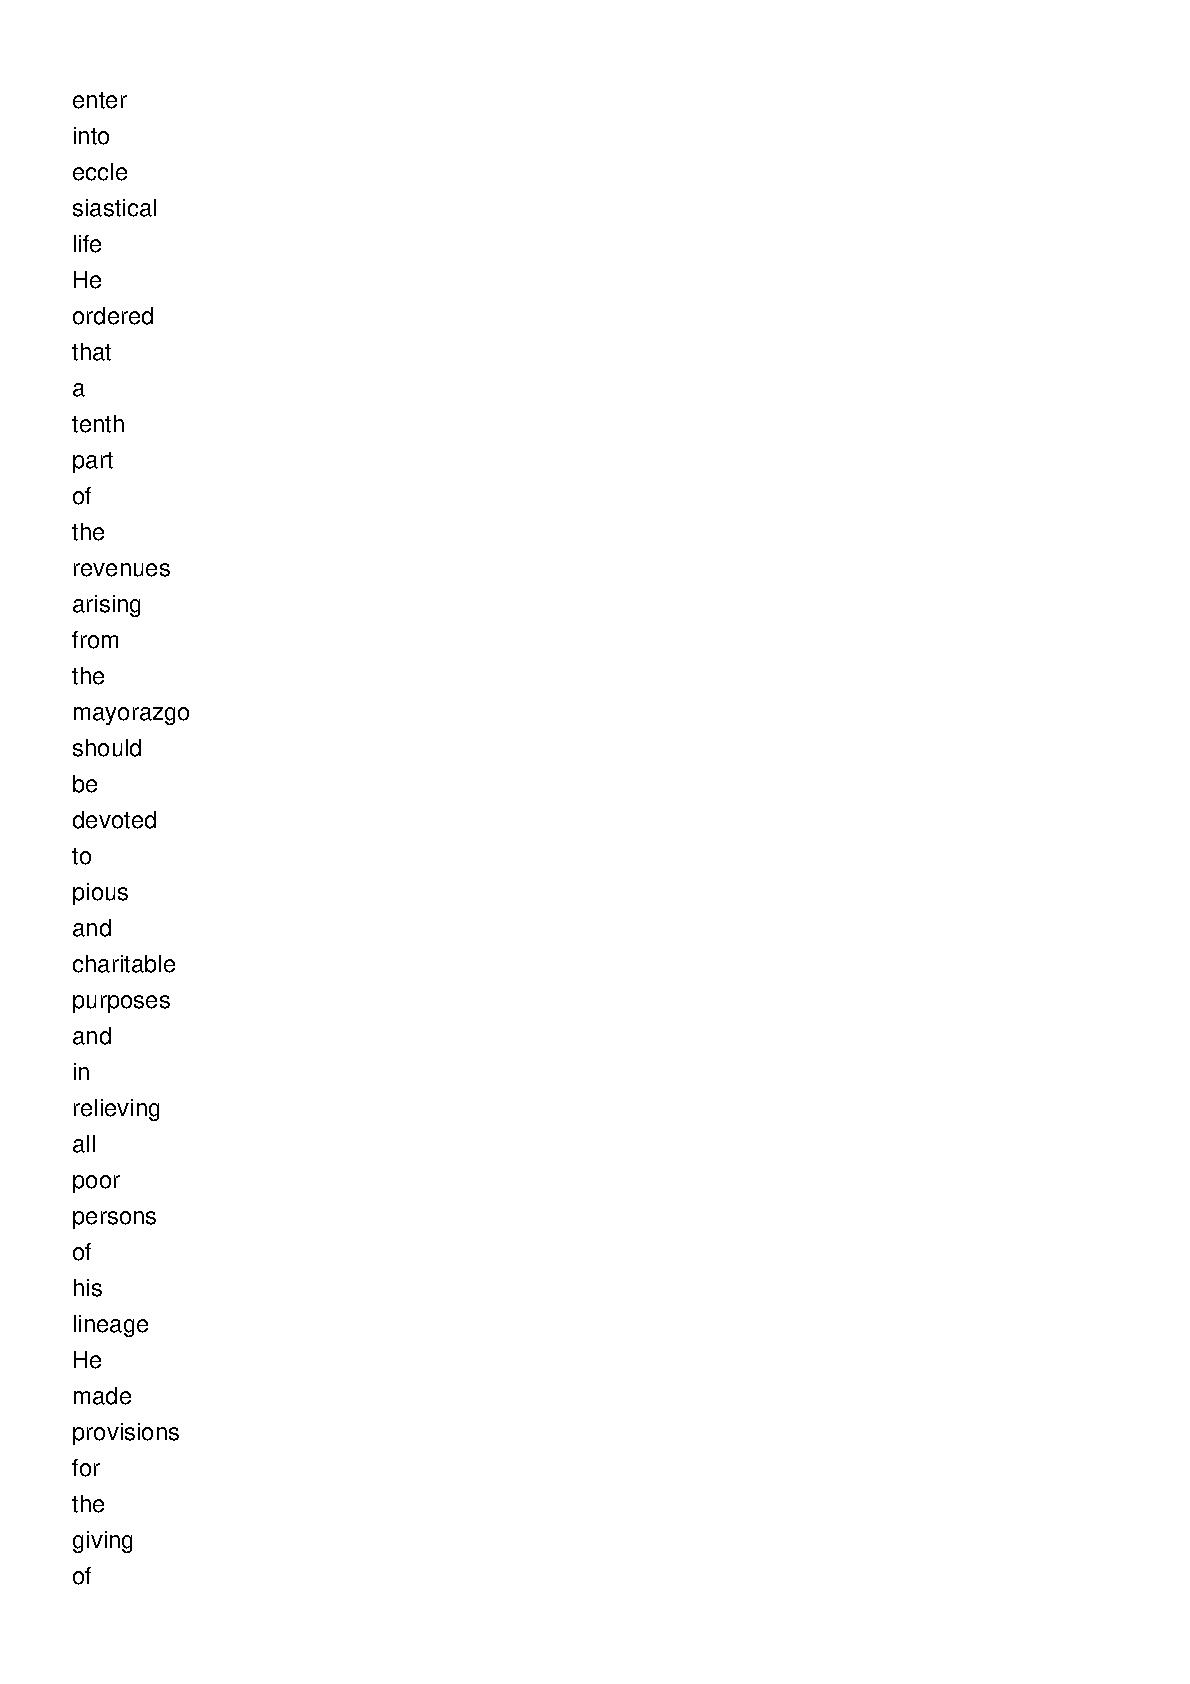 enter
into
eccle
siastical
life
He
ordered
that
a
tenth
part
of
the
revenues
arising
from
the
mayorazgo
should
be
devoted
to
pious
and
charitable
purposes
and
in
relieving
all
poor
persons
of
his
lineage
He
made
provisions
for
the
giving
of